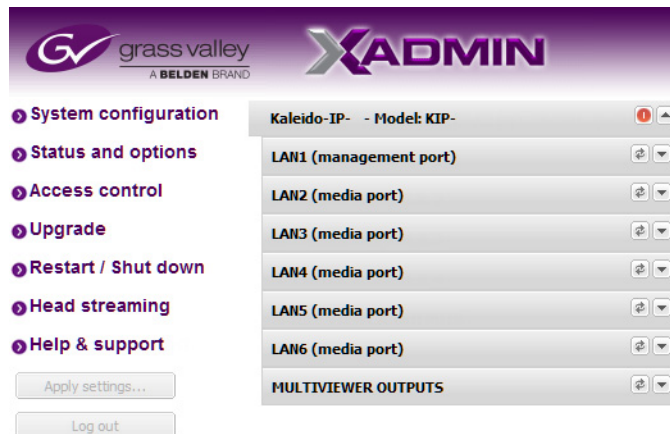 GV grass valley
A BELDEN BRAND
XADMIN
System configuration
Status and options
Access control
Upgrade
Restart / Shut down
Head streaming
Help & support
Apply settings...
Log out
Kaleido-IP-   - Model: KIP-
LAN1 (management port)
LAN2 (media port)
LAN3 (media port)
LAN4 (media port)
LAN5 (media port)
LAN6 (media port)
MULTIVIEWER OUTPUTS